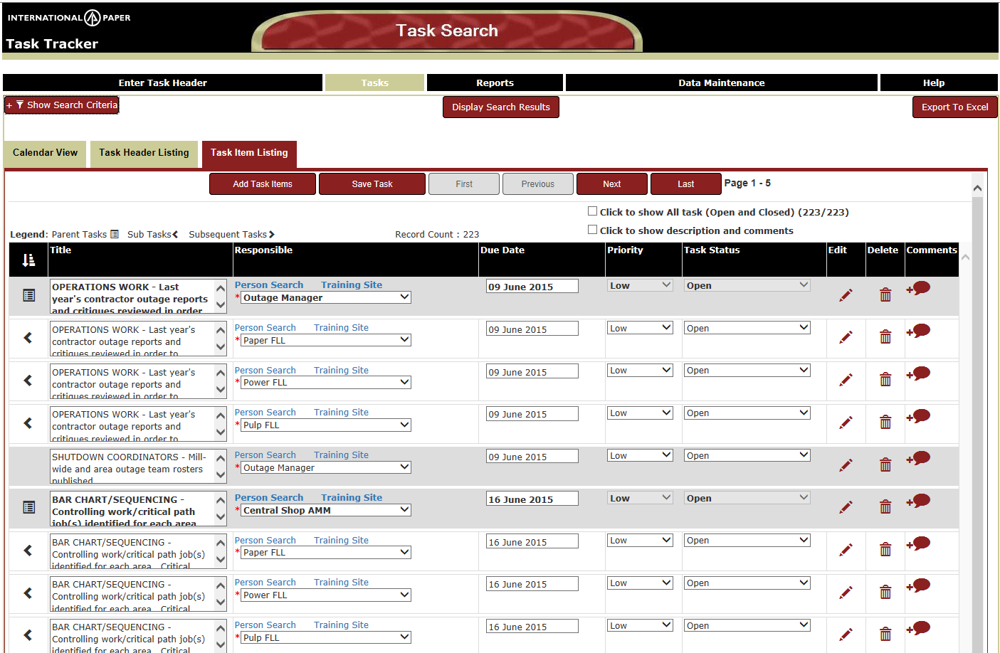 INTERNATIONAL PAPER
Task Search
Task Tracker
Enter Task Header Tasks Reports Data Maintenance Help
+ Show Search Criteria Display Search Results Export To Excel
Calendar View Task Header Listing Task Item Listing
Add Task Items Save Task First Previous Next Last Page 1 - 5
Click to show All task (Open and Closed) (223/223)
Click to show description and comments
Legend: Parent Tasks Sub Tasks Subsequent Tasks Record Count : 223
Title Responsible Due Date Priority Task Status Edit Delete Comments
OPERATIONS WORK - Last year's contractor outage reports and critiques reviewed in order
Person Search Training Site
* Outage Manager 09 June 2015 Low Open
OPERATIONS WORK - Last year's contractor outage reports and critiques reviewed in order to
Person Search Training Site
* Paper FLL 09 June 2015 Low Open
OPERATIONS WORK - Last year's contractor outage reports and critiques reviewed in order to
Person Search Training Site
* Power FLL 09 June 2015 Low Open
OPERATIONS WORK - Last year's contractor outage reports and critiques reviewed in order to
Person Search Training Site
* Pulp FLL 09 June 2015 Low Open
SHUTDOWN COORDINATORS - Mill-wide and area outage team rosters published
Person Search Training Site
* Outage Manager 09 June 2015 Low Open
BAR CHART/SEQUENCING - Controlling work/critical path job(s) identified for each area
Person Search Training Site
* Central Shop AMM 16 June 2015 Low Open
BAR CHART/SEQUENCING - Controlling work/critical path job(s) identified for each area. Critical
Person Search Training Site
* Paper FLL 16 June 2015 Low Open
BAR CHART/SEQUENCING - Controlling work/critical path job(s) identified for each area. Critical
Person Search Training Site
* Power FLL 16 June 2015 Low Open
BAR CHART/SEQUENCING - Controlling work/critical path job(s) identified for each area. Critical
Person Search Training Site
* Pulp FLL 16 June 2015 Low Open